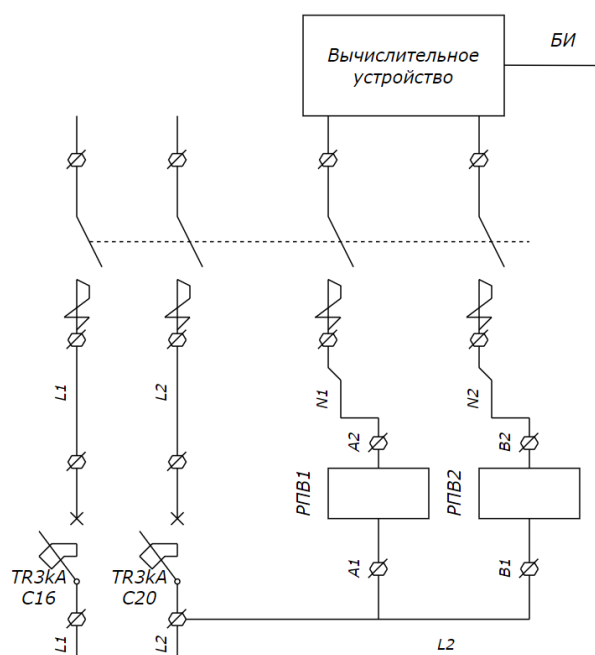 Вычислительное
устройство
БИ
L1
L2
N1
N2
A2
B2
РПВ1
РПВ2
TR3kA
C16
TR3kA
C20
A1
B1
L1
L2
L2